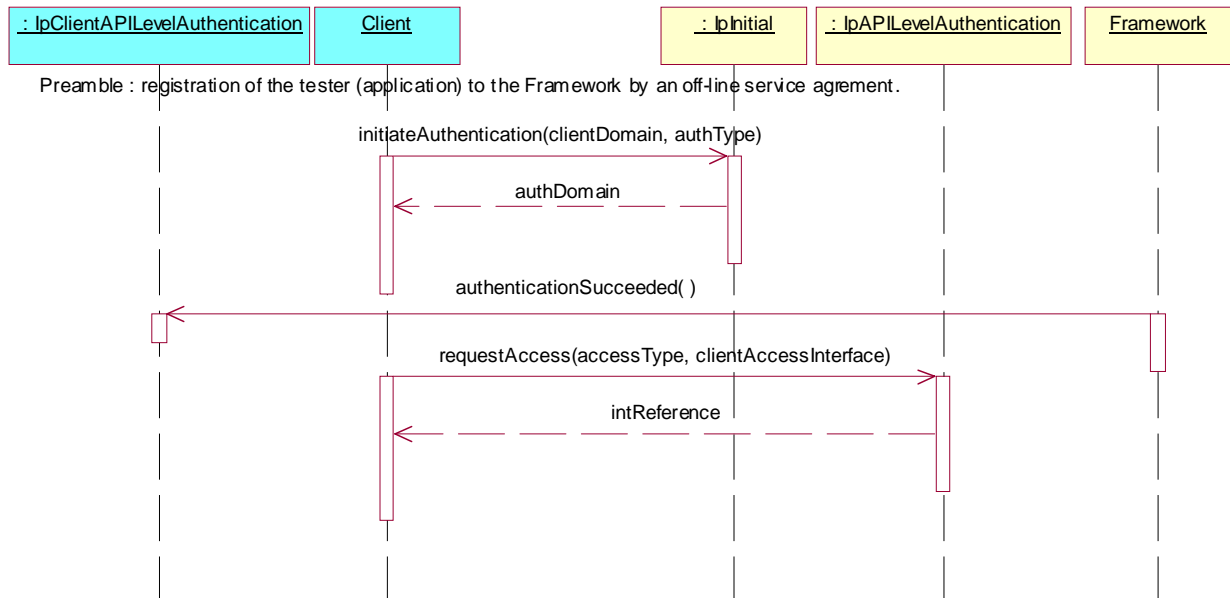 : IpClientAPILevelAuthentication
Client
: IpInitial
: IpAPILevelAuthentication
Framework
Preamble : registration of the tester (application) to the Framework by an off-line service agrement.
initiateAuthentication(clientDomain, authType)
authDomain
authenticationSucceeded( )
requestAccess(accessType, clientAccessInterface)
intReference